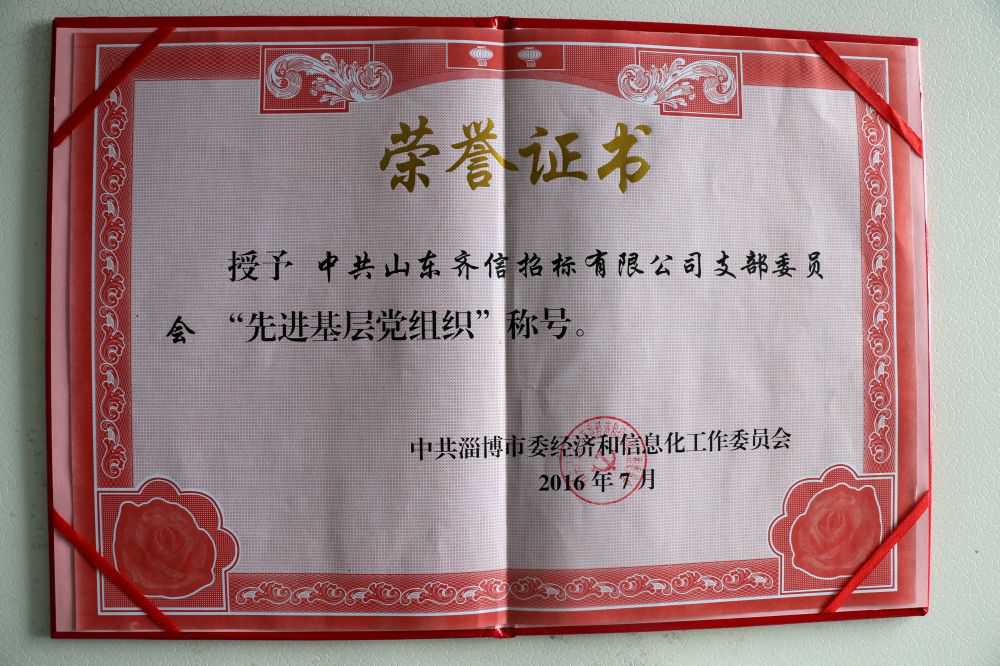 荣誉证书
授予 中共山东齐信招标有限公司支部委员
会 “先进基层党组织”称号。
中共淄博市委经济和信息化工作委员会
2016年7月